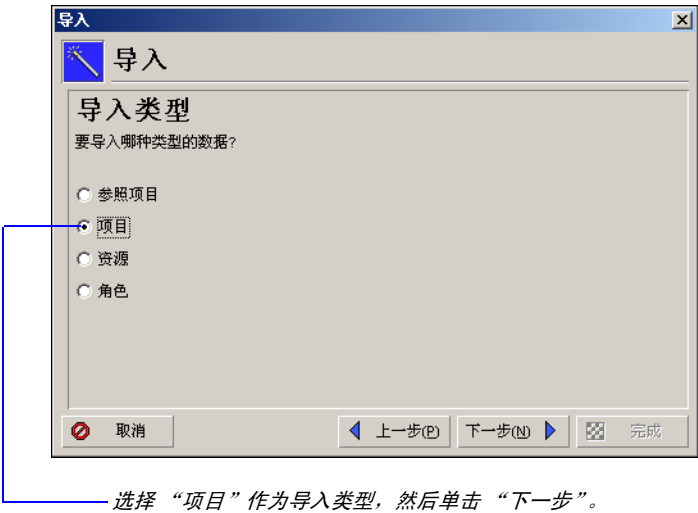 导入
导入
导入类型
要导入哪种类型的数据?
参照项目
项目
资源
角色
取消
上一步(P)
下一步(N)
完成
选择 “项目”作为导入类型，然后单击 “下一步”。